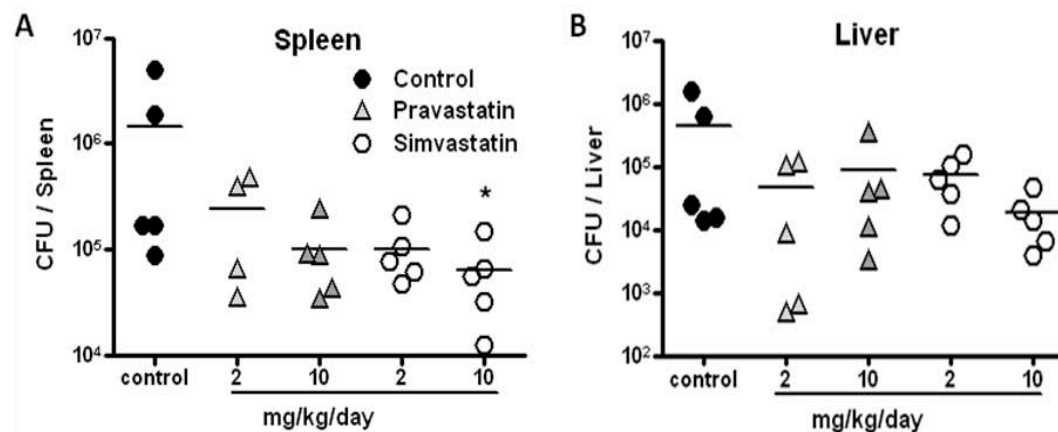 A
Spleen
10⁷
10⁶
10⁵
10⁴
CFU / Spleen
Control
Pravastatin
Simvastatin
*
control 2 10 2 10
mg/kg/day
B
Liver
10⁷
10⁶
10⁵
10⁴
10³
10²
CFU / Liver
control 2 10 2 10
mg/kg/day